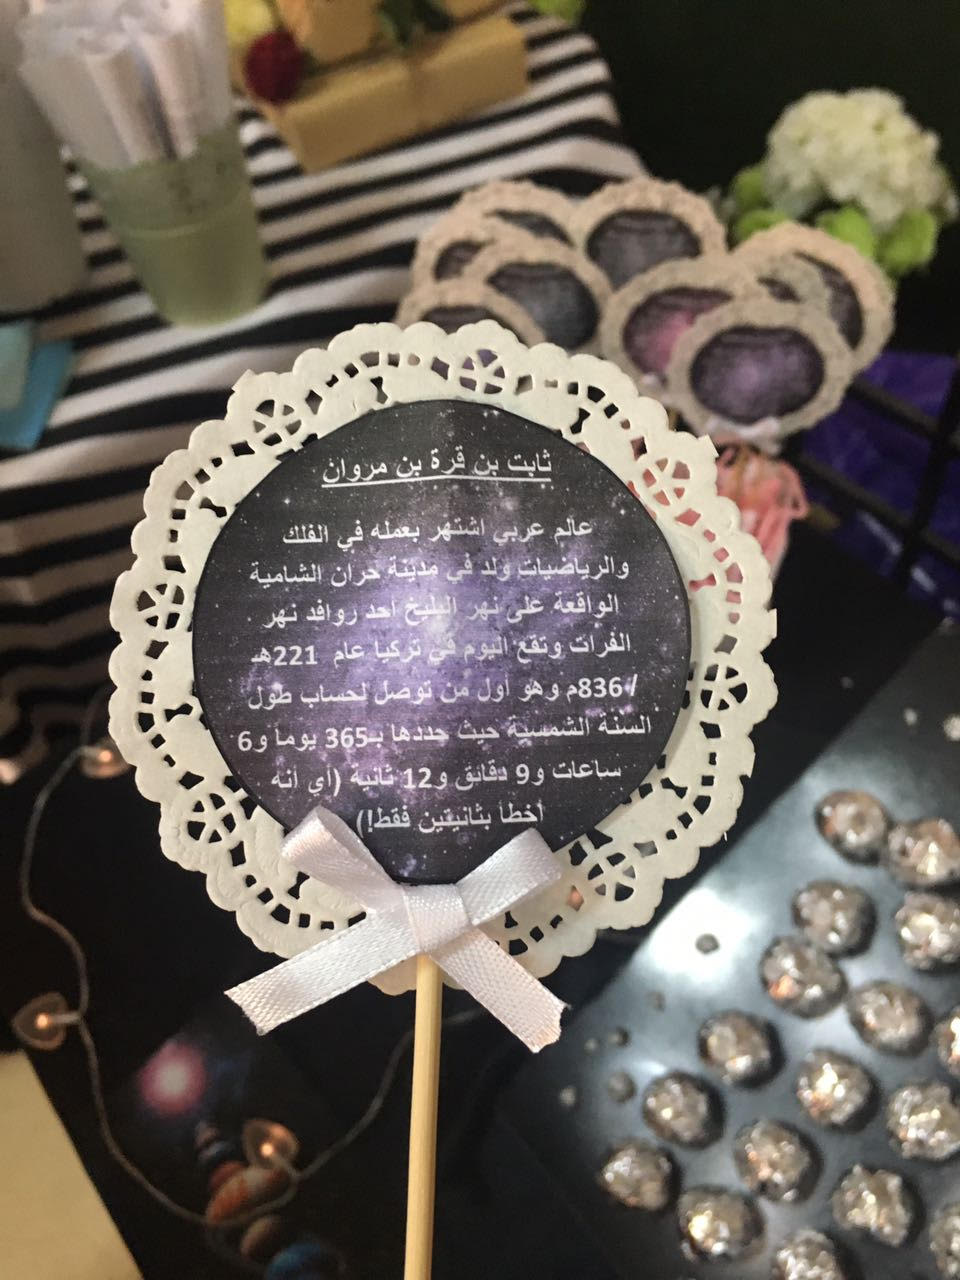 ثابت بن قرة بن مروان
عالم عربي اشتهر بعمله في الفلك
والرياضيات ولد في مدينة حران الشامية
الواقعة على نهر البليخ احد روافد نهر
الفرات وتقع اليوم في تركيا عام 221هـ
/ 836م وهو أول من توصل لحساب طول
السنة الشمسية حيث حددها بـ365 يوماً و6
ساعات و9 دقائق و12 ثانية (أي أنه
أخطأ بثانيتين فقط!)